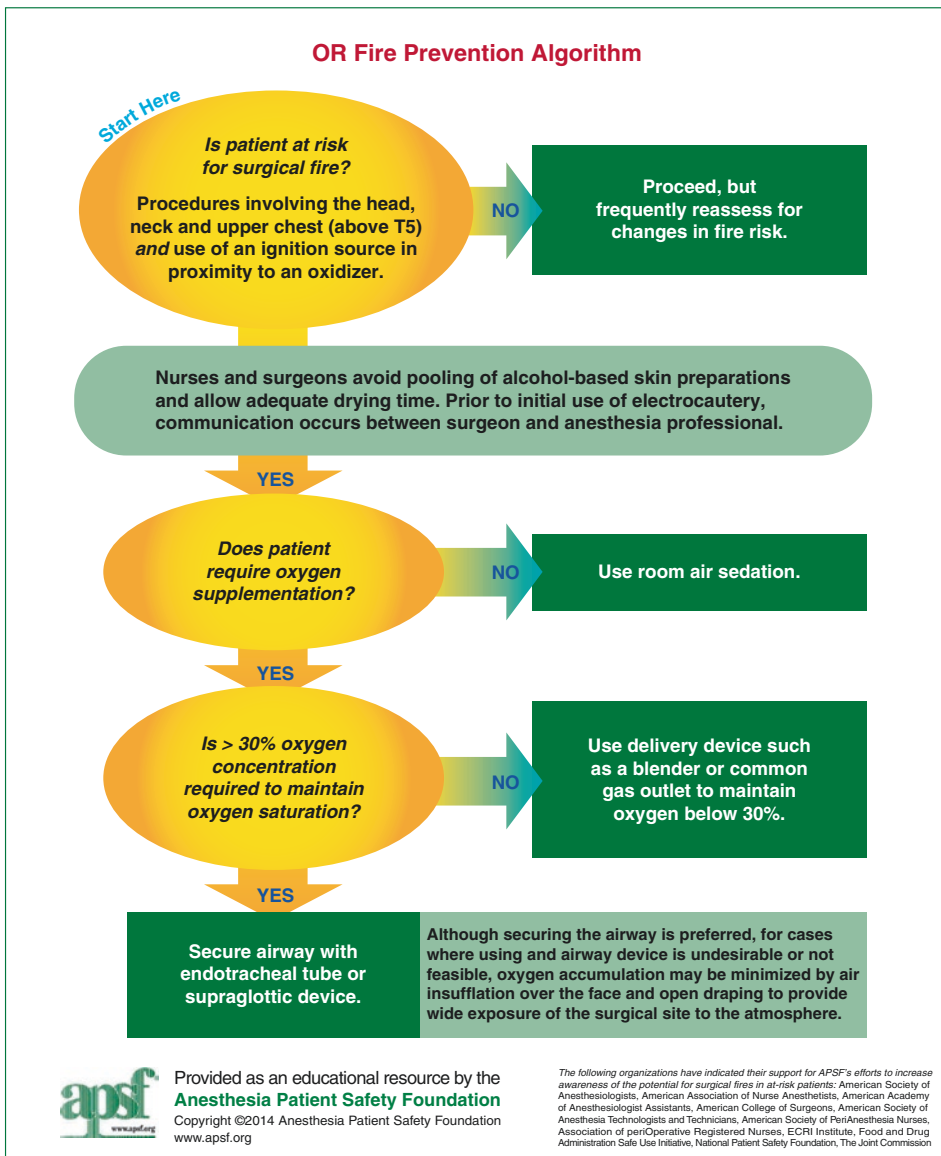 OR Fire Prevention Algorithm
Start Here
Is patient at risk
for surgical fire?
Procedures involving the head,
neck and upper chest (above T5)
and use of an ignition source in
proximity to an oxidizer.
NO
Proceed, but
frequently reassess for
changes in fire risk.
Nurses and surgeons avoid pooling of alcohol-based skin preparations
and allow adequate drying time. Prior to initial use of electrocautery,
communication occurs between surgeon and anesthesia professional.
YES
Does patient
require oxygen
supplementation?
NO
Use room air sedation.
YES
Is > 30% oxygen
concentration
required to maintain
oxygen saturation?
NO
Use delivery device such
as a blender or common
gas outlet to maintain
oxygen below 30%.
YES
Secure airway with
endotracheal tube or
supraglottic device.
Although securing the airway is preferred, for cases
where using and airway device is undesirable or not
feasible, oxygen accumulation may be minimized by air
insufflation over the face and open draping to provide
wide exposure of the surgical site to the atmosphere.
apsf
www.apsf.org
Provided as an educational resource by the
Anesthesia Patient Safety Foundation
Copyright ©2014 Anesthesia Patient Safety Foundation
www.apsf.org
The following organizations have indicated their support for APSF's efforts to increase
awareness of the potential for surgical fires in at-risk patients: American Society of
Anesthesiologists, American Association of Nurse Anesthetists, American Academy
of Anesthesiologist Assistants, American College of Surgeons, American Society of
Anesthesia Technologists and Technicians, American Society of PeriAnesthesia Nurses,
Association of periOperative Registered Nurses, ECRI Institute, Food and Drug
Administration Safe Use Initiative, National Patient Safety Foundation, The Joint Commission